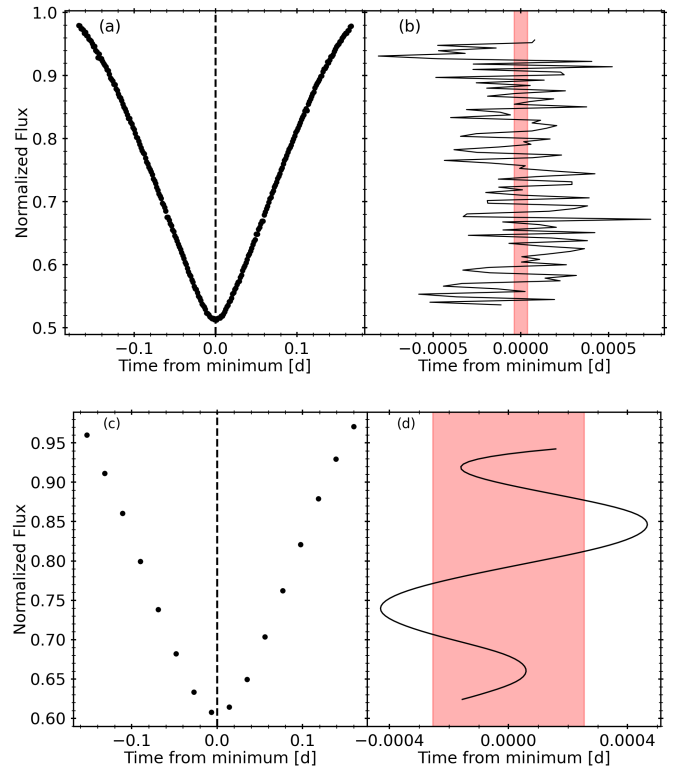 (a)
(b)
1.0
0.9
0.8
0.7
0.6
0.5
Normalized Flux
−0.1
0.0
0.1
−0.0005
0.0000
0.0005
Time from minimum [d]
Time from minimum [d]
(c)
(d)
0.95
0.90
0.85
0.80
0.75
0.70
0.65
0.60
Normalized Flux
−0.1
0.0
0.1
−0.0004
0.0000
0.0004
Time from minimum [d]
Time from minimum [d]